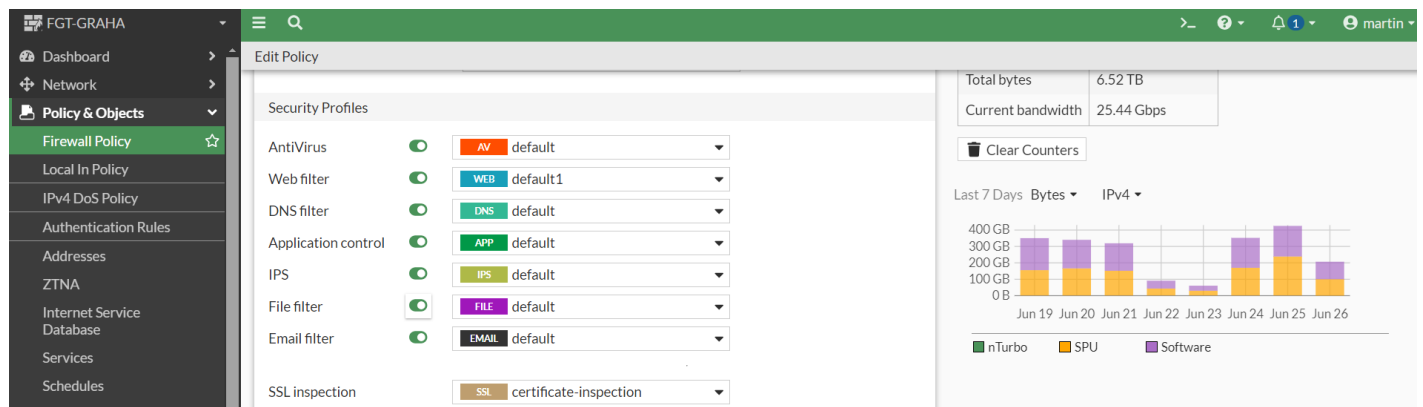 FGT-GRAHA
martin
1
Dashboard
Network
Policy & Objects
Firewall Policy
Local In Policy
IPv4 DoS Policy
Authentication Rules
Addresses
ZTNA
Internet Service
Database
Services
Schedules
Edit Policy
Security Profiles
AntiVirus AV default
Web filter WEB default1
DNS filter DNS default
Application control APP default
IPS IPS default
File filter FILE default
Email filter EMAIL default
SSL inspection SSL certificate-inspection
Total bytes 6.52 TB
Current bandwidth 25.44 Gbps
Clear Counters
Last 7 Days Bytes IPv4
400 GB
300 GB
200 GB
100 GB
0 B
Jun 19 Jun 20 Jun 21 Jun 22 Jun 23 Jun 24 Jun 25 Jun 26
nTurbo SPU Software